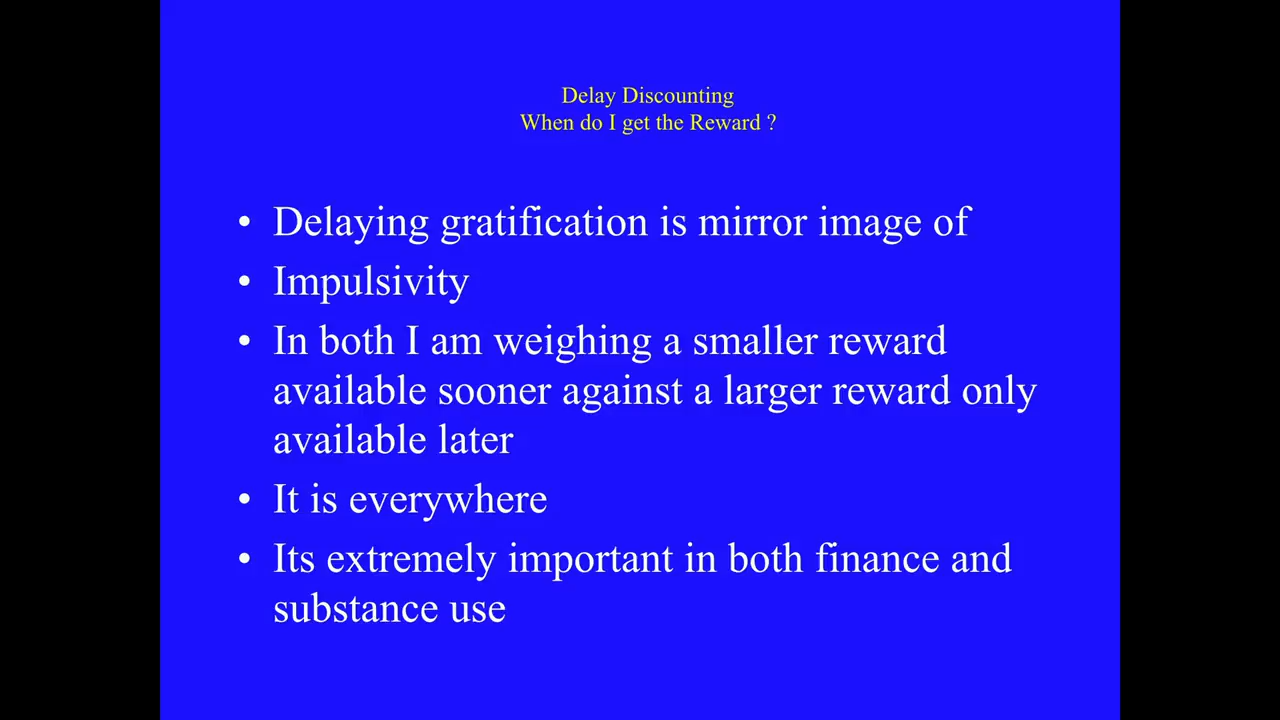 Delay Discounting
When do I get the Reward ?
• Delaying gratification is mirror image of
• Impulsivity
• In both I am weighing a smaller reward
available sooner against a larger reward only
available later
• It is everywhere
• Its extremely important in both finance and
substance use